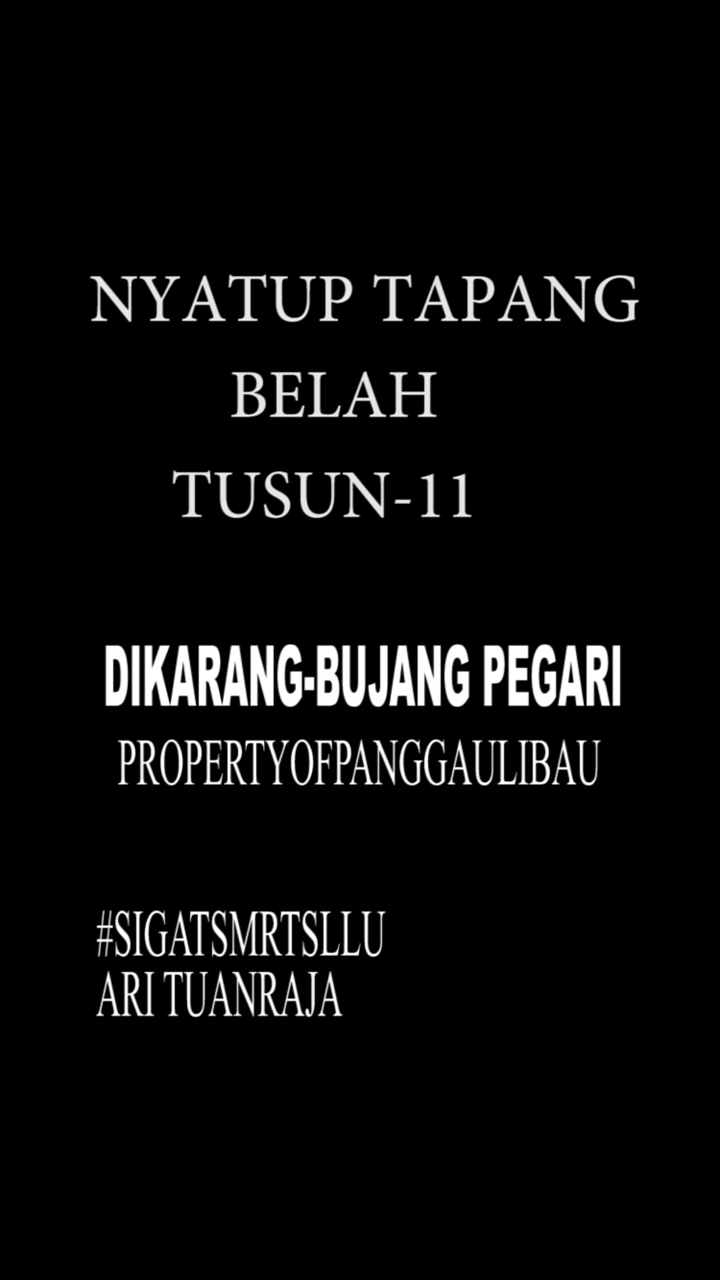 NYATUP TAPANG
BELAH
TUSUN-11
DIKARANG-BUJANG PEGARI
PROPERTYOFPANGGAULIBAU
#SIGATSMRTSLLU
ARI TUANRAJA